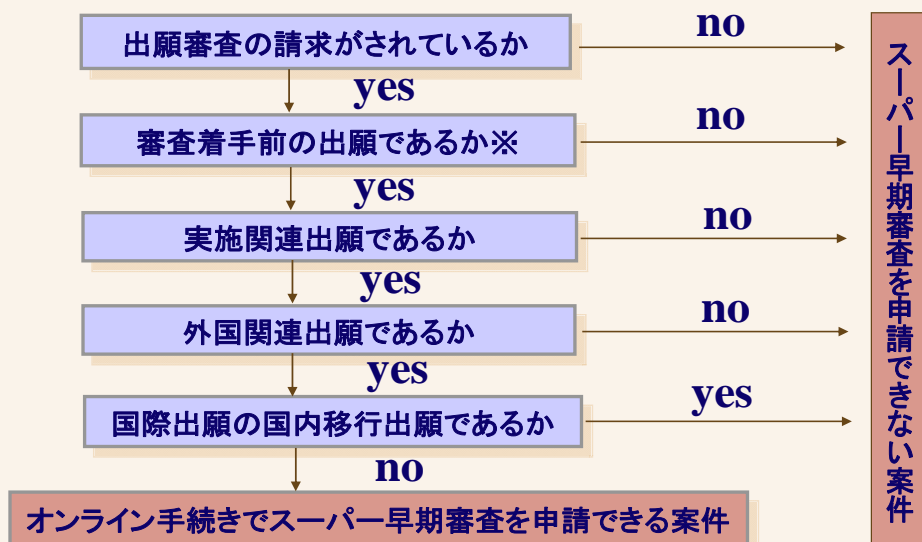 出願審査の請求がされているか
no
yes
審査着手前の出願であるか※
no
yes
実施関連出願であるか
no
yes
外国関連出願であるか
no
yes
国際出願の国内移行出願であるか
yes
no
オンライン手続きでスーパー早期審査を申請できる案件
スーパー早期審査を申請できない案件